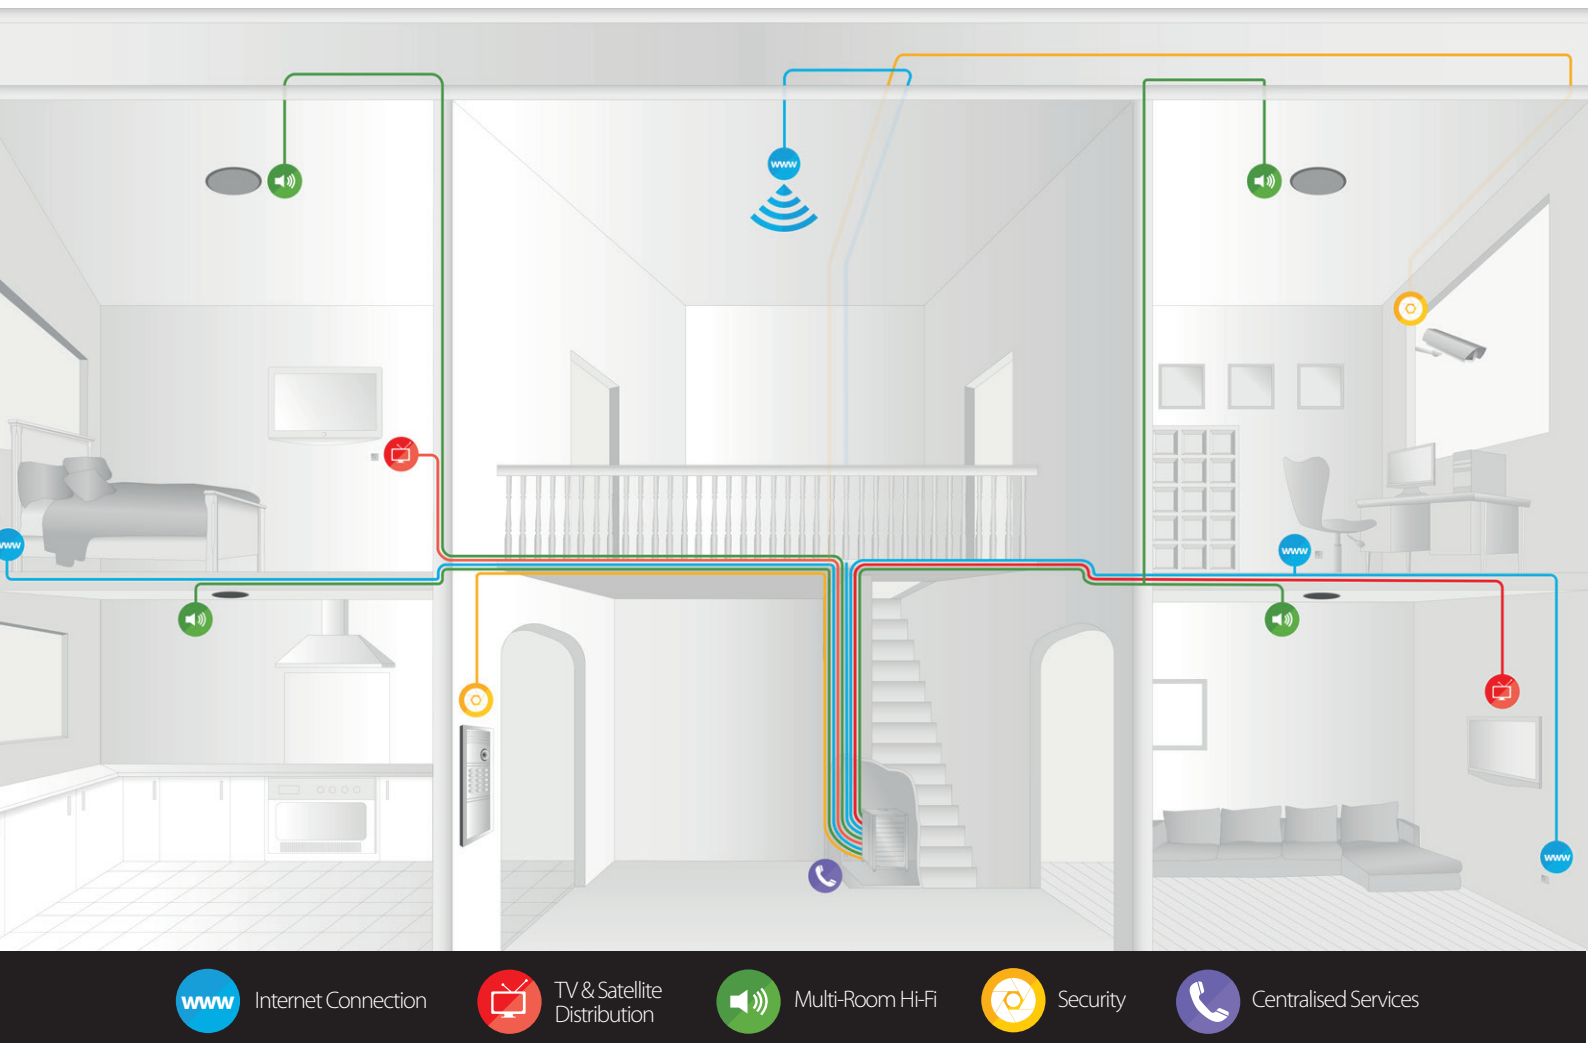 www
www
www
www
www
Internet Connection
TV & Satellite
Distribution
Multi-Room Hi-Fi
Security
Centralised Services